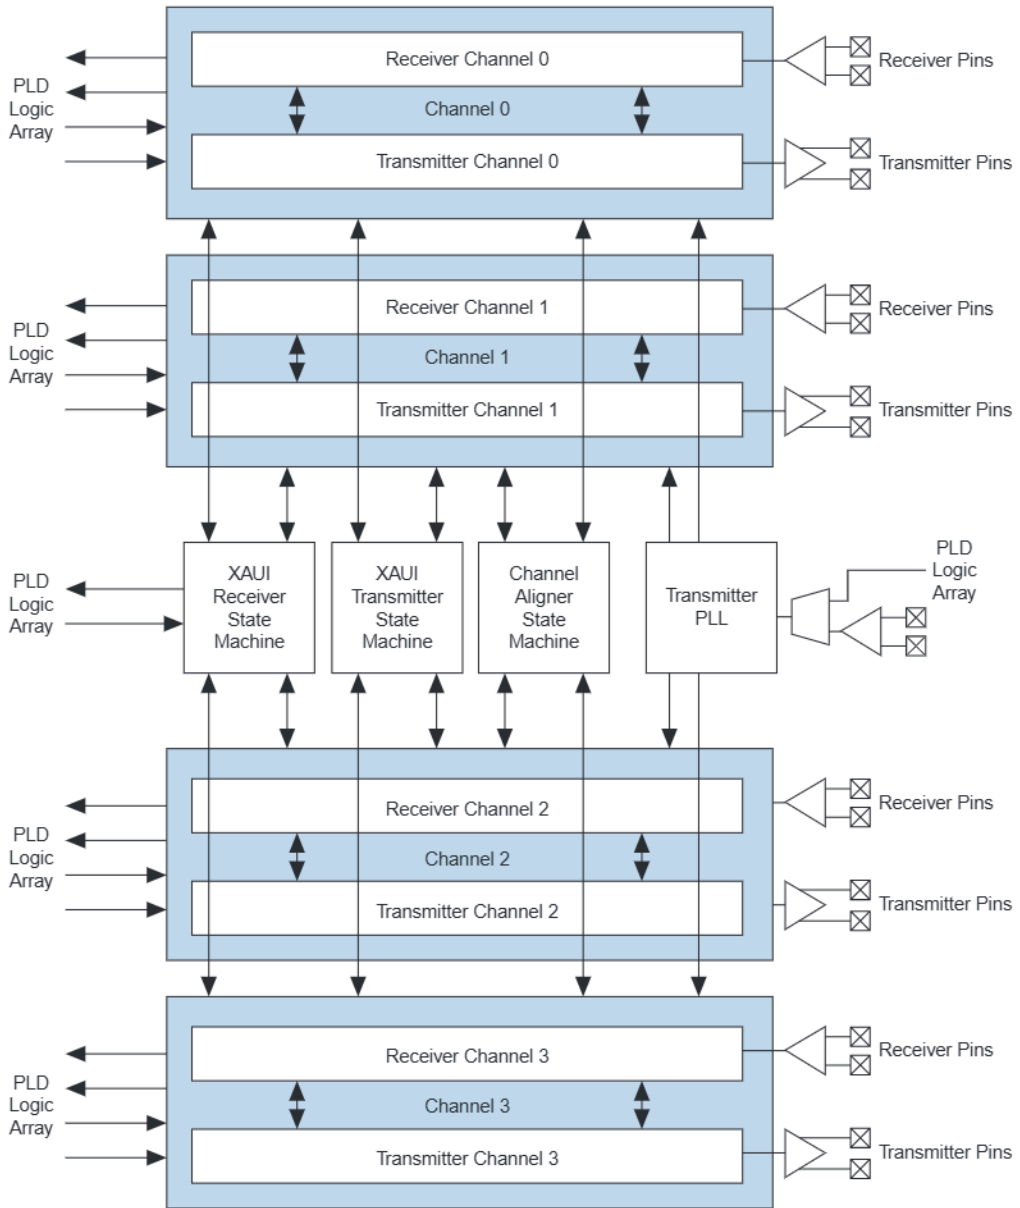 Receiver Channel 0
Receiver Pins
PLD
Logic
Array
Channel 0
Transmitter Channel 0
Transmitter Pins
Receiver Channel 1
Receiver Pins
PLD
Logic
Array
Channel 1
Transmitter Channel 1
Transmitter Pins
PLD
Logic
Array
XAUI
Receiver
State
Machine
XAUI
Transmitter
State
Machine
Channel
Aligner
State
Machine
Transmitter
PLL
PLD
Logic
Array
Receiver Channel 2
Receiver Pins
PLD
Logic
Array
Channel 2
Transmitter Channel 2
Transmitter Pins
Receiver Channel 3
Receiver Pins
PLD
Logic
Array
Channel 3
Transmitter Channel 3
Transmitter Pins